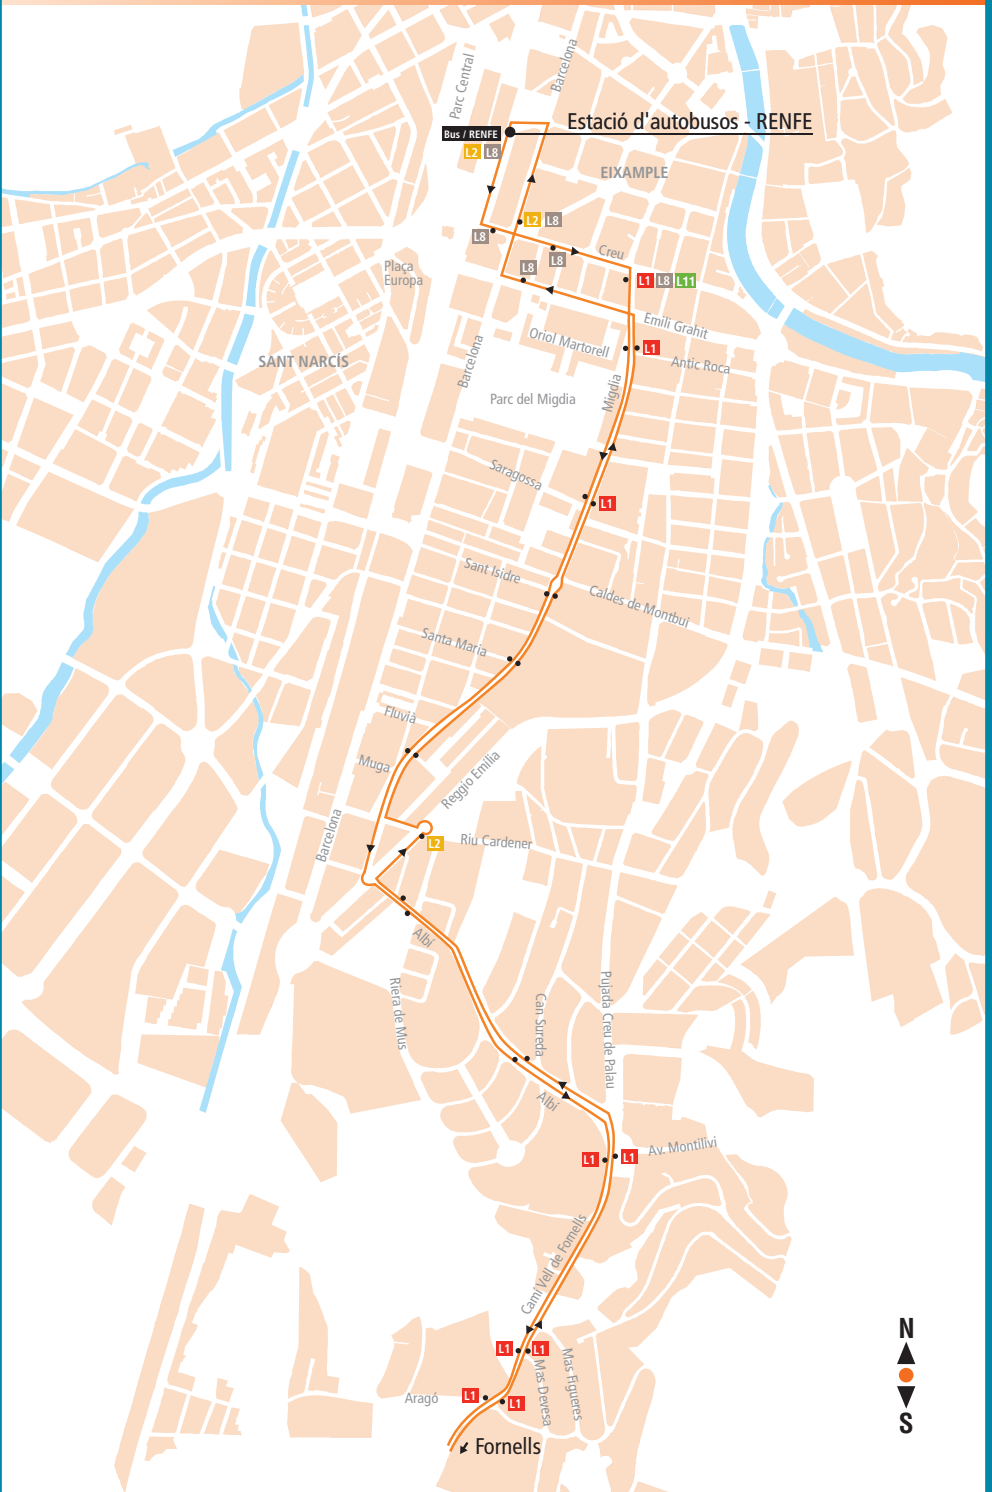 Parc Central
Barcelona
Estació d'autobusos - RENFE
Bus / RENFE
L2 L8
EIXAMPLE
L2 L8
L8
Creu
L8
L8
Plaça
Europa
L1 L8 L11
Emili Grahit
Oriol Martorell
L1
Antic Roca
SANT NARCÍS
Barcelona
Parc del Migdia
Migdia
Saragossa
L1
Sant Isidre
Caldes de Montbui
Santa Maria
Fluvià
Muga
Reggio Emilia
Barcelona
L2
Riu Cardener
Albí
Riera de Mus
Can Sureda
Pujada Creu de Palau
Albí
L1
L1
Av. Montilivi
Camí Vell de Fornells
L1
L1
Mas Devesa
Mas Figueres
Aragó
L1
L1
Fornells
N
S